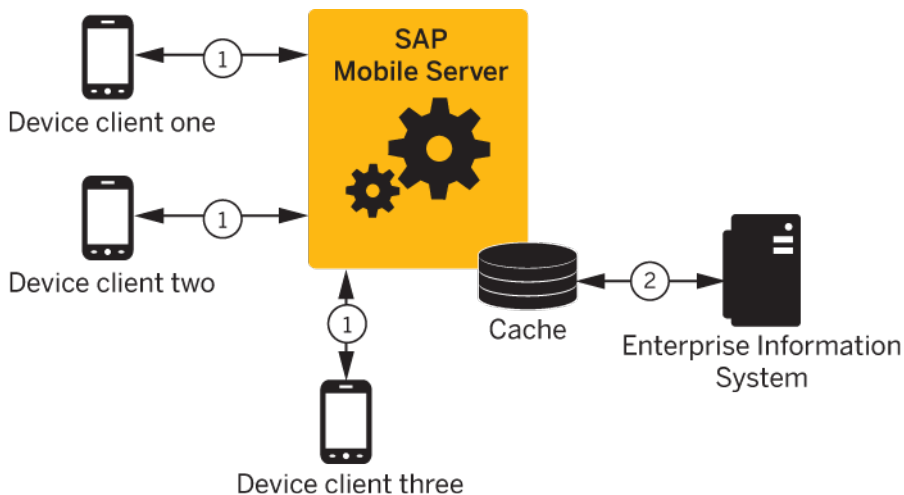 SAP
Mobile Server
1
Device client one
1
Device client two
1
Device client three
Cache
2
Enterprise Information
System